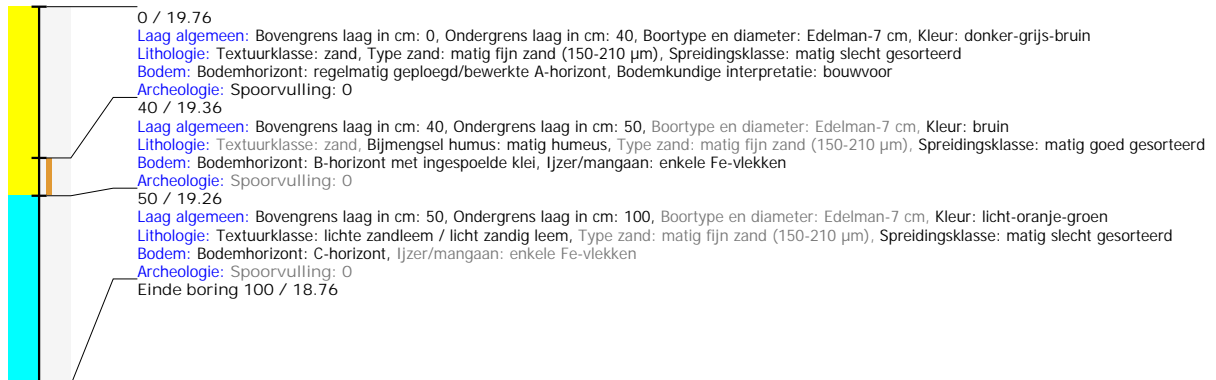 0 / 19.76
Laag algemeen: Bovengrens laag in cm: 0, Ondergrens laag in cm: 40, Boortype en diameter: Edelman-7 cm, Kleur: donker-grijs-bruin
Lithologie: Textuurklasse: zand, Type zand: matig fijn zand (150-210 µm), Spreidingsklasse: matig slecht gesorteerd
Bodem: Bodemhorizont: regelmatig geploegd/bewerkte A-horizont, Bodemkundige interpretatie: bouwvoor
Archeologie: Spoorvulling: 0
40 / 19.36
Laag algemeen: Bovengrens laag in cm: 40, Ondergrens laag in cm: 50, Boortype en diameter: Edelman-7 cm, Kleur: bruin
Lithologie: Textuurklasse: zand, Bijmengsel humus: matig humeus, Type zand: matig fijn zand (150-210 µm), Spreidingsklasse: matig goed gesorteerd
Bodem: Bodemhorizont: B-horizont met ingespoelde klei, Ijzer/mangaan: enkele Fe-vlekken
Archeologie: Spoorvulling: 0
50 / 19.26
Laag algemeen: Bovengrens laag in cm: 50, Ondergrens laag in cm: 100, Boortype en diameter: Edelman-7 cm, Kleur: licht-oranje-groen
Lithologie: Textuurklasse: lichte zandleem / licht zandig leem, Type zand: matig fijn zand (150-210 µm), Spreidingsklasse: matig slecht gesorteerd
Bodem: Bodemhorizont: C-horizont, Ijzer/mangaan: enkele Fe-vlekken
Archeologie: Spoorvulling: 0
Einde boring 100 / 18.76